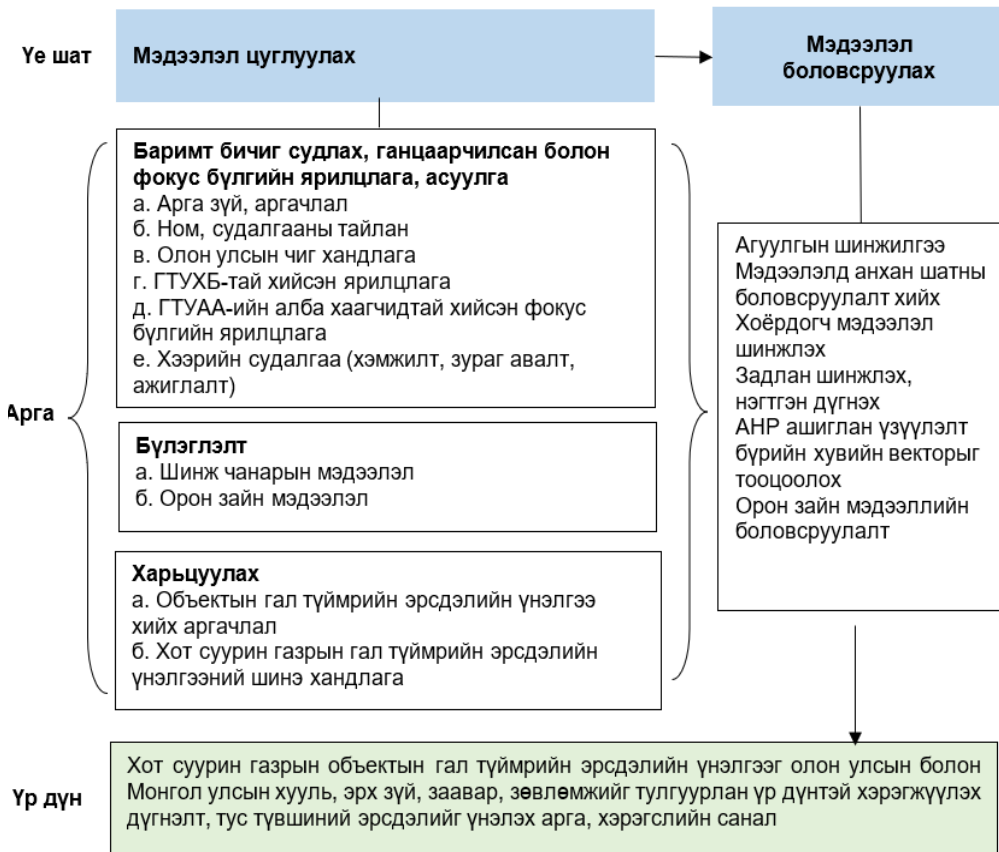 Үе шат
Мэдээлэл цуглуулах
Мэдээлэл
боловсруулах
Арга
Баримт бичиг судлах, ганцаарчилсан болон
фокус бүлгийн ярилцлага, асуулга
а. Арга зүй, аргачлал
б. Ном, судалгааны тайлан
в. Олон улсын чиг хандлага
г. ГТУХБ-тай хийсэн ярилцлага
д. ГТУАА-ийн алба хаагчидтай хийсэн фокус
бүлгийн ярилцлага
е. Хээрийн судалгаа (хэмжилт, зураг авалт,
ажиглалт)
Бүлэглэлт
а. Шинж чанарын мэдээлэл
б. Орон зайн мэдээлэл
Харьцуулах
а. Объектын гал түймрийн эрсдэлийн үнэлгээ
хийх аргачлал
б. Хот суурин газрын гал түймрийн эрсдэлийн
үнэлгээний шинэ хандлага
Агуулгын шинжилгээ
Мэдээлэлд анхан шатны
боловсруулалт хийх
Хоёрдогч мэдээлэл
шинжлэх
Задлан шинжлэх,
нэгтгэн дүгнэх
АНР ашиглан үзүүлэлт
бүрийн хувийн векторыг
тооцоолох
Орон зайн мэдээллийн
боловсруулалт
Үр дүн
Хот суурин газрын объектын гал түймрийн эрсдэлийн үнэлгээг олон улсын болон
Монгол улсын хууль, эрх зүй, заавар, зөвлөмжийг тулгуурлан үр дүнтэй хэрэгжүүлэх
дүгнэлт, тус түвшиний эрсдэлийг үнэлэх арга, хэрэгслийн санал